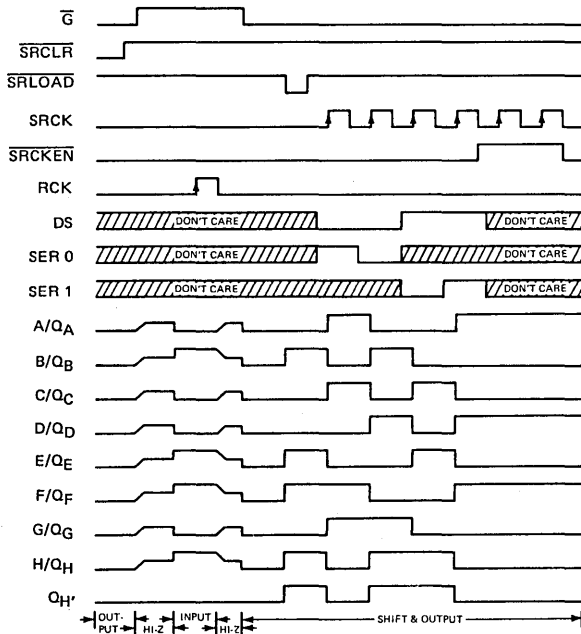 G
SRCLR
SRLOAD
SRCK
SRCKEN
RCK
DS DON'T CARE DON'T CARE
SER 0 DON'T CARE DON'T CARE
SER 1 DON'T CARE DON'T CARE
A/QA
B/QB
C/QC
D/QD
E/QE
F/QF
G/QG
H/QH
QH'
OUT-
PUT HI-Z INPUT HI-Z SHIFT & OUTPUT